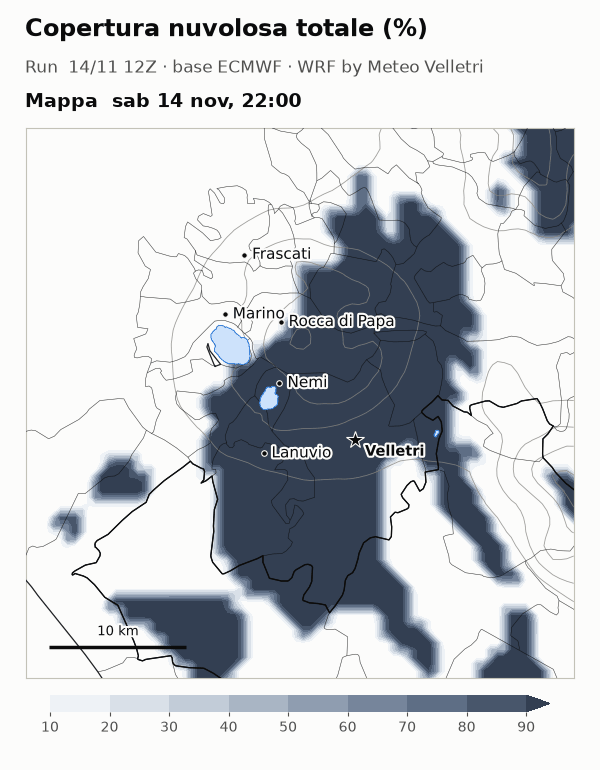 Copertura nuvolosa totale (%)
Run 14/11 12Z · base ECMWF · WRF by Meteo Velletri
Mappa sab 14 nov, 22:00
Frascati
Marino
Rocca di Papa
Nemi
Velletri
Lanuvio
10 km
10 20 30 40 50 60 70 80 90